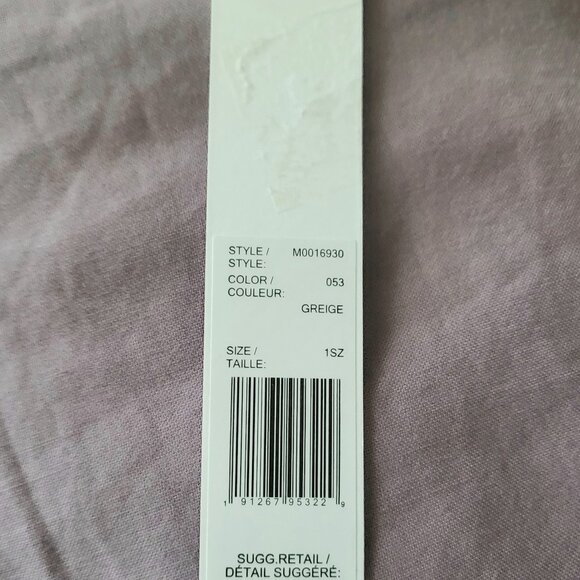 STYLE / M0016930
STYLE:
COLOR / 053
COULEUR:
GREIGE
SIZE / 1SZ
TAILLE:
1 91267 95322 9
SUGG.RETAIL /
DÉTAIL SUGGÉRÉ: